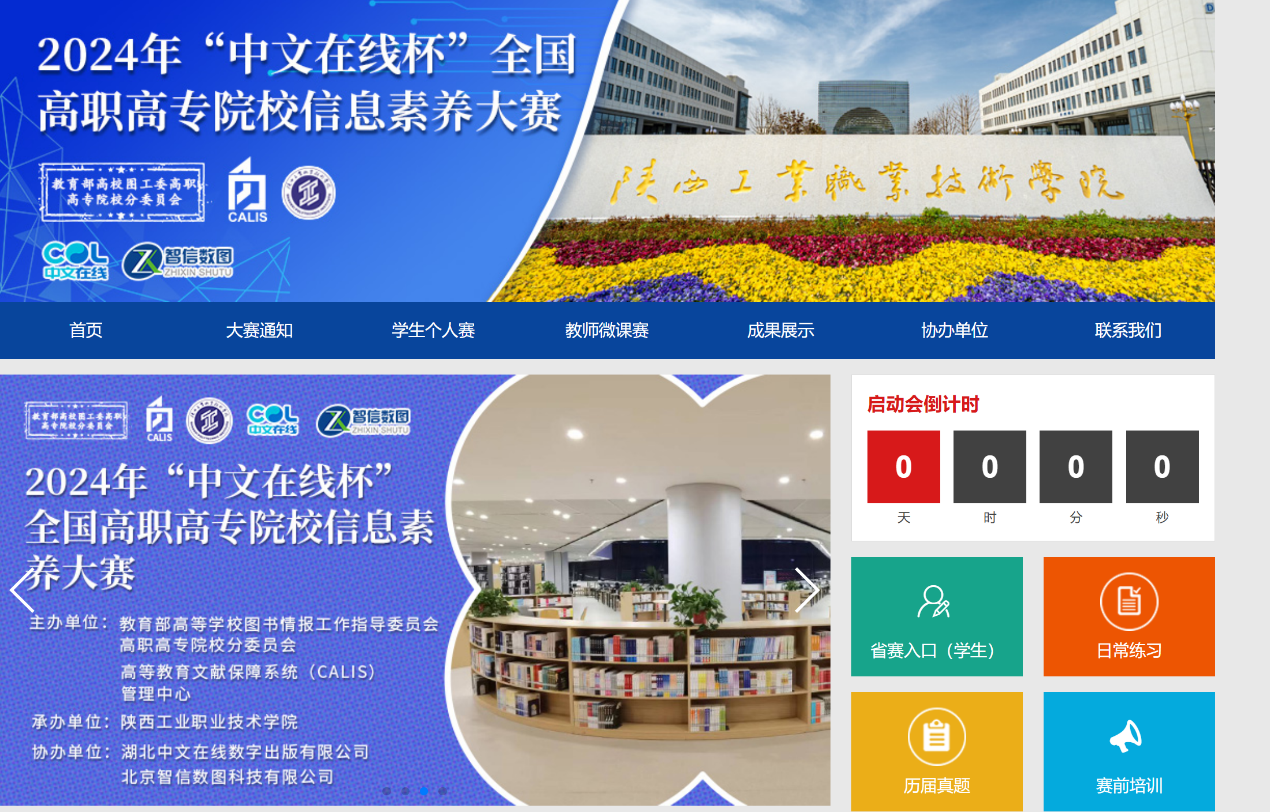 2024年“中文在线杯”全国
高职高专院校信息素养大赛
教育部高校图工委高职
高专院校分委员会
CALIS
COL
中文在线
智信数图
ZHIXIN SHUTU
陕西工业职业技术学院
首页 大赛通知 学生个人赛 教师微课赛 成果展示 协办单位 联系我们
教育部高校图工委高职
高专院校分委员会
CALIS
COL
中文在线
智信数图
ZHIXIN SHUTU
2024年“中文在线杯”
全国高职高专院校信息素
养大赛
主办单位：教育部高等学校图书情报工作指导委员会
高职高专院校分委员会
高等教育文献保障系统（CALIS）
管理中心
承办单位：陕西工业职业技术学院
协办单位：湖北中文在线数字出版有限公司
北京智信数图科技有限公司
启动会倒计时
0 0 0 0
天 时 分 秒
省赛入口（学生） 日常练习
历届真题 赛前培训